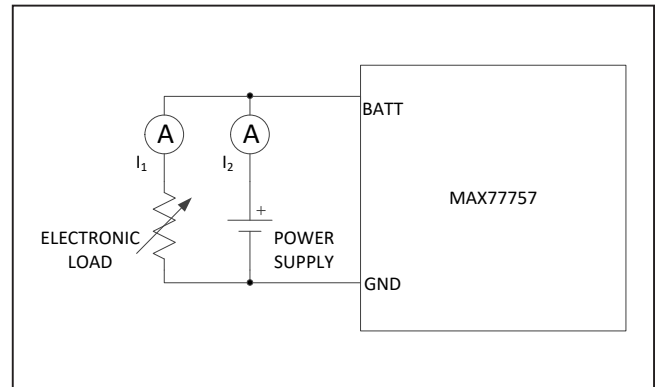 BATT
A
A
I1
I2
MAX77757
+
ELECTRONIC
LOAD
POWER
SUPPLY
GND